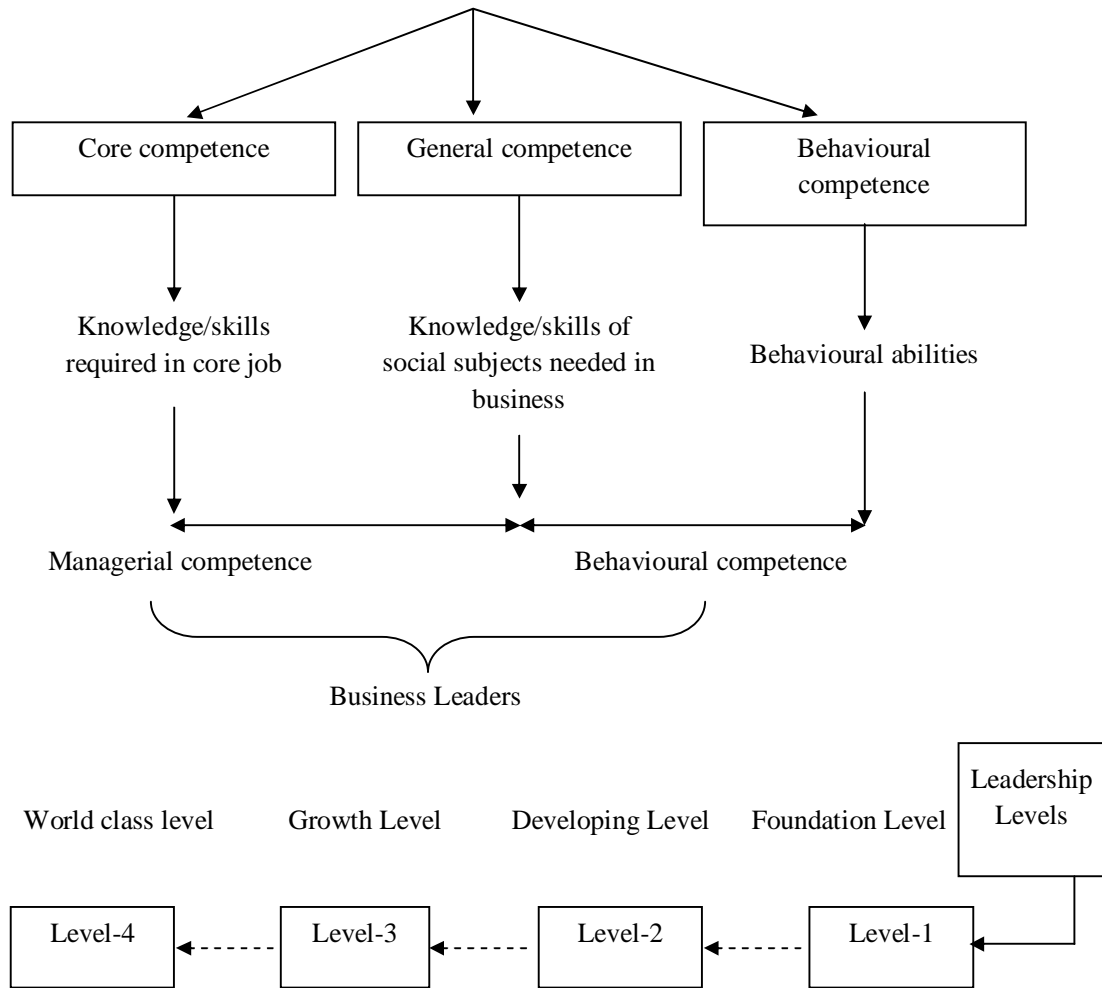 Core competence
General competence
Behavioural
competence
Knowledge/skills
required in core job
Knowledge/skills of
social subjects needed in
business
Behavioural abilities
Managerial competence
Behavioural competence
Business Leaders
Leadership
Levels
World class level
Growth Level
Developing Level
Foundation Level
Level-4
Level-3
Level-2
Level-1